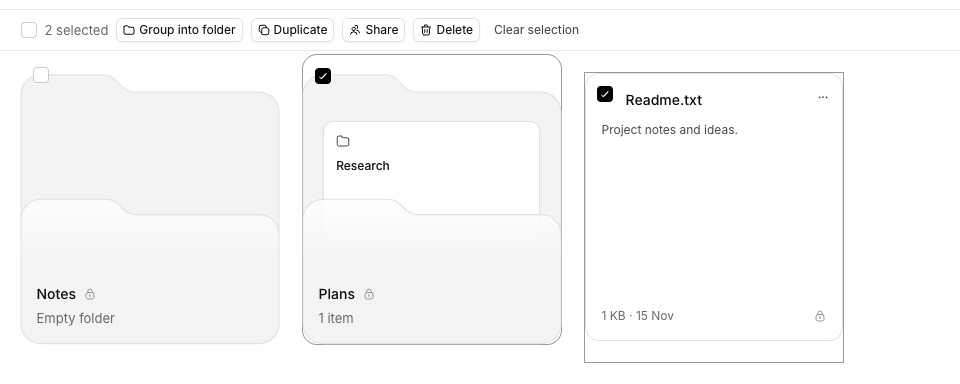 2 selected Group into folder Duplicate Share Delete Clear selection
Research
Notes
Empty folder
Plans
1 item
Readme.txt ...
Project notes and ideas.
1 KB · 15 Nov